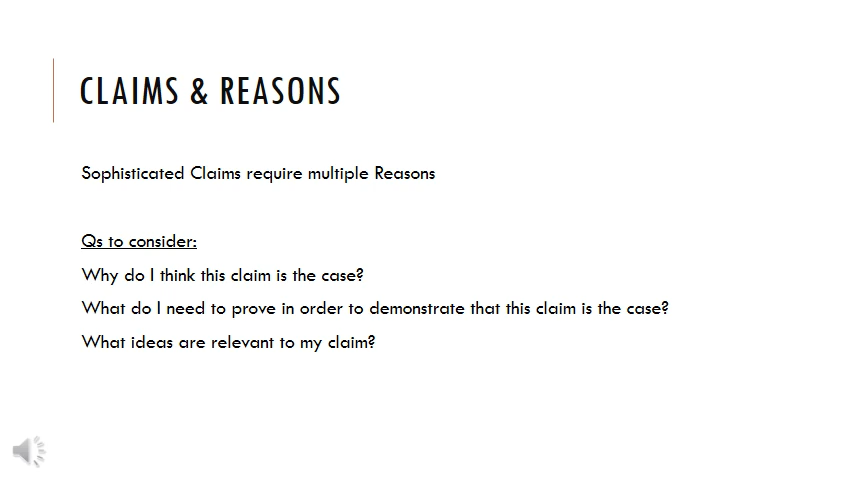 CLAIMS & REASONS
Sophisticated Claims require multiple Reasons
Qs to consider:
Why do I think this claim is the case?
What do I need to prove in order to demonstrate that this claim is the case?
What ideas are relevant to my claim?